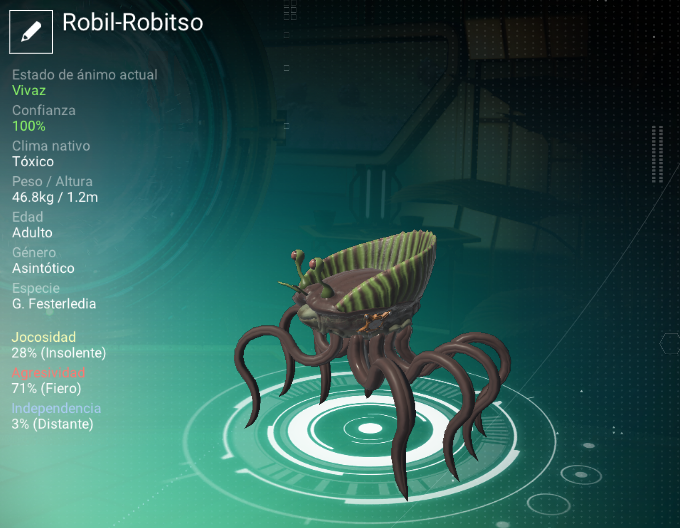 Robil-Robitso
Estado de ánimo actual
Vivaz
Confianza
100%
Clima nativo
Tóxico
Peso / Altura
46.8kg / 1.2m
Edad
Adulto
Género
Asintótico
Especie
G. Festerledia
Jocosidad
28% (Insolente)
Agresividad
71% (Fiero)
Independencia
3% (Distante)